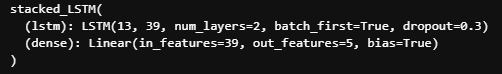 stacked_LSTM(
  (lstm): LSTM(13, 39, num_layers=2, batch_first=True, dropout=0.3)
  (dense): Linear(in_features=39, out_features=5, bias=True)
)